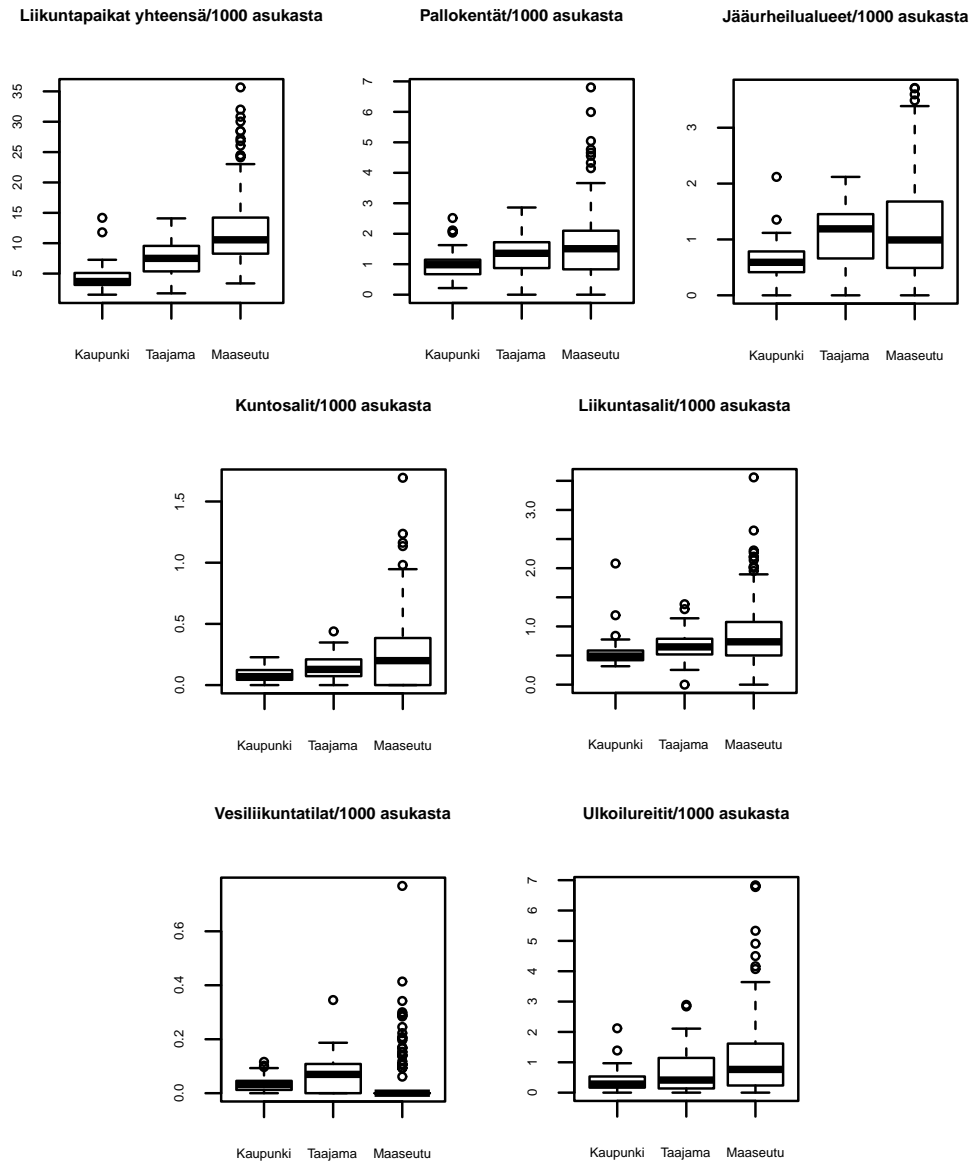 Liikuntapaikat yhteensä/1000 asukasta
Pallokentät/1000 asukasta
Jääurheilualueet/1000 asukasta
35
30
25
20
15
10
5
7
6
5
4
3
2
1
0
3
2
1
0
Kaupunki Taajama Maaseutu
Kaupunki Taajama Maaseutu
Kaupunki Taajama Maaseutu
Kuntosalit/1000 asukasta
Liikuntasalit/1000 asukasta
1.5
1.0
0.5
0.0
3.0
2.0
1.0
0.0
Kaupunki Taajama Maaseutu
Kaupunki Taajama Maaseutu
Vesiliikuntatilat/1000 asukasta
Ulkoilureitit/1000 asukasta
0.6
0.4
0.2
0.0
7
6
5
4
3
2
1
0
Kaupunki Taajama Maaseutu
Kaupunki Taajama Maaseutu